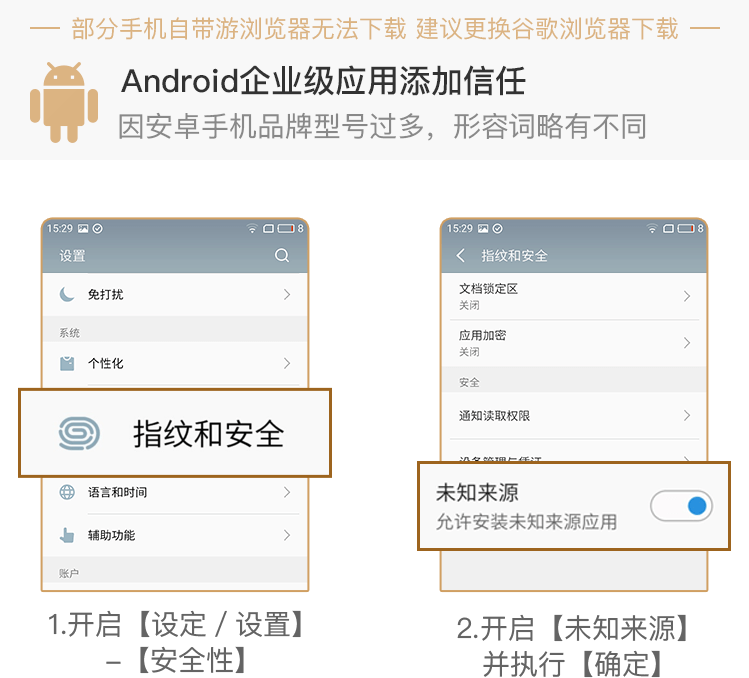 部分手机自带游浏览器无法下载 建议更换谷歌浏览器下载
Android企业级应用添加信任
因安卓手机品牌型号过多，形容词略有不同
15:29
8
设置
免打扰
系统
个性化
指纹和安全
语言和时间
辅助功能
账户
1.开启【设定 / 设置】
–【安全性】
15:29
8
指纹和安全
文档锁定区
关闭
应用加密
关闭
安全
通知读取权限
设备管理与凭证
未知来源
允许安装未知来源应用
2.开启【未知来源】
并执行【确定】